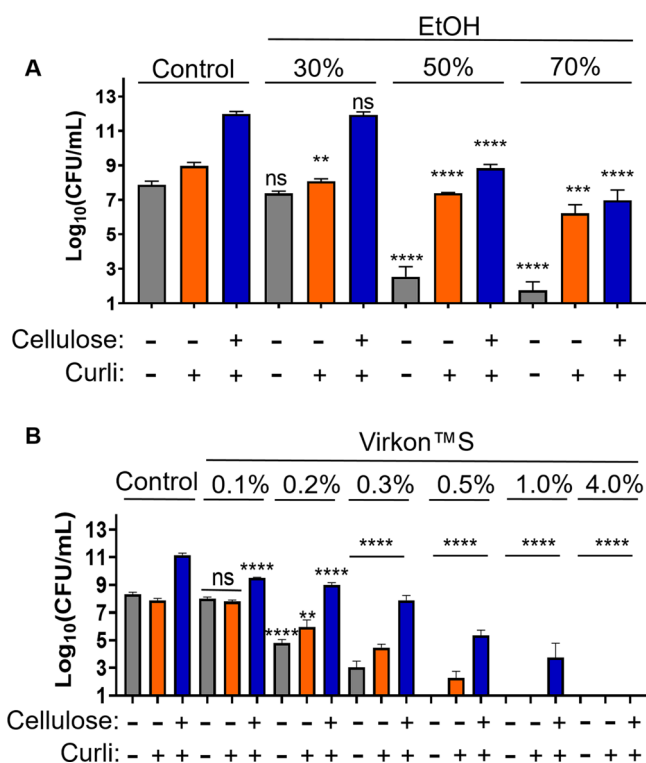 EtOH
A
Control 30% 50% 70%
Log10(CFU/mL)
13
11
9
7
5
3
1
ns ** ns
**** **** ****
**** *** ****
Cellulose: - - + - - + - - + - - +
Curli: - + + - + + - + + - + +
B
Virkon™S
Control 0.1% 0.2% 0.3% 0.5% 1.0% 4.0%
Log10(CFU/mL)
13
11
9
7
5
3
1
ns ****
**** ** ****
**** **** **** ****
Cellulose: - - + - - + - - + - - + - - + - - + - - +
Curli: - + + - + + - + + - + + - + + - + + - + +